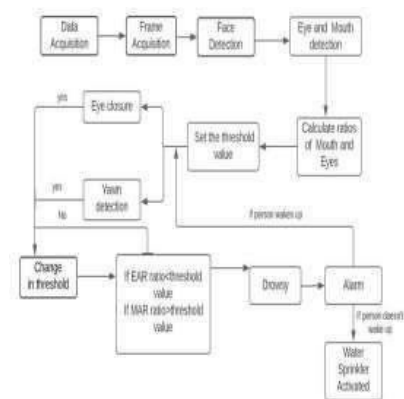 Data
Acquisition
Frame
Acquisition
Face
Detection
Eye and Mouth
detection
yes
Eye closure
Set the threshold
value
Calculate ratios
of Mouth and
Eyes
yes
Yawn
detection
No
If person wakes up
Change
in threshold
If EAR ratio<threshold
value
If MAR ratio>threshold
value
Drowsy
Alarm
If person doesn't
wake up
Water
Sprinkler
Activated